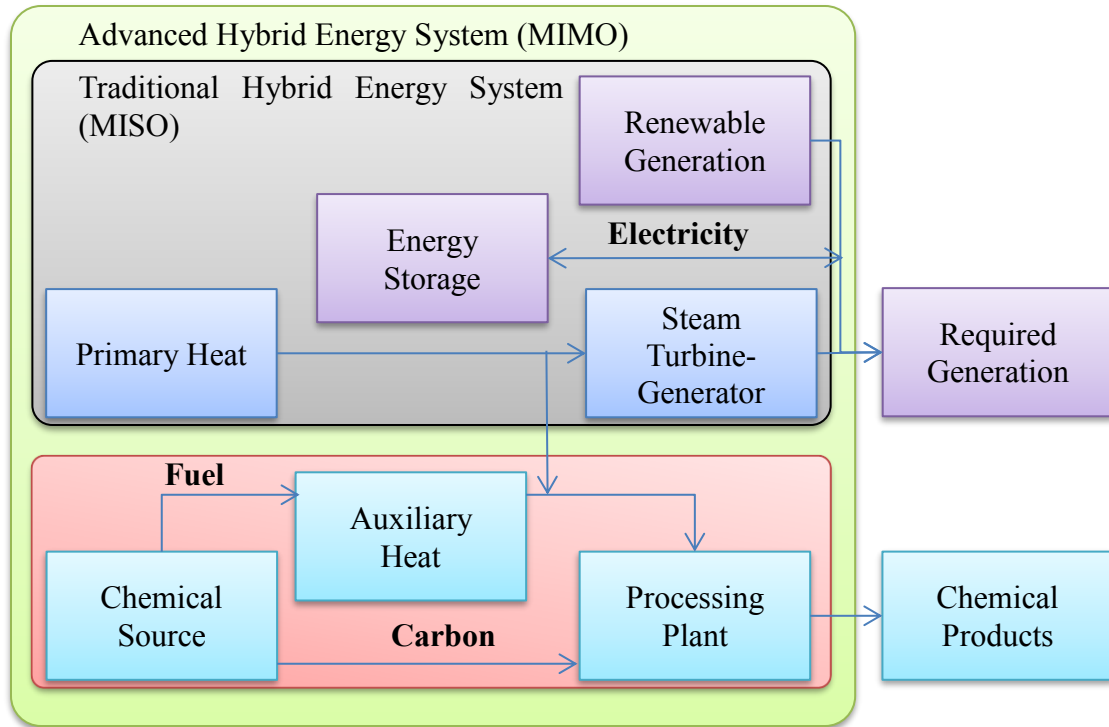 Advanced Hybrid Energy System (MIMO)
Traditional Hybrid Energy System
(MISO)
Renewable
Generation
Energy
Storage
Electricity
Primary Heat
Steam
Turbine-
Generator
Required
Generation
Fuel
Auxiliary
Heat
Chemical
Source
Carbon
Processing
Plant
Chemical
Products